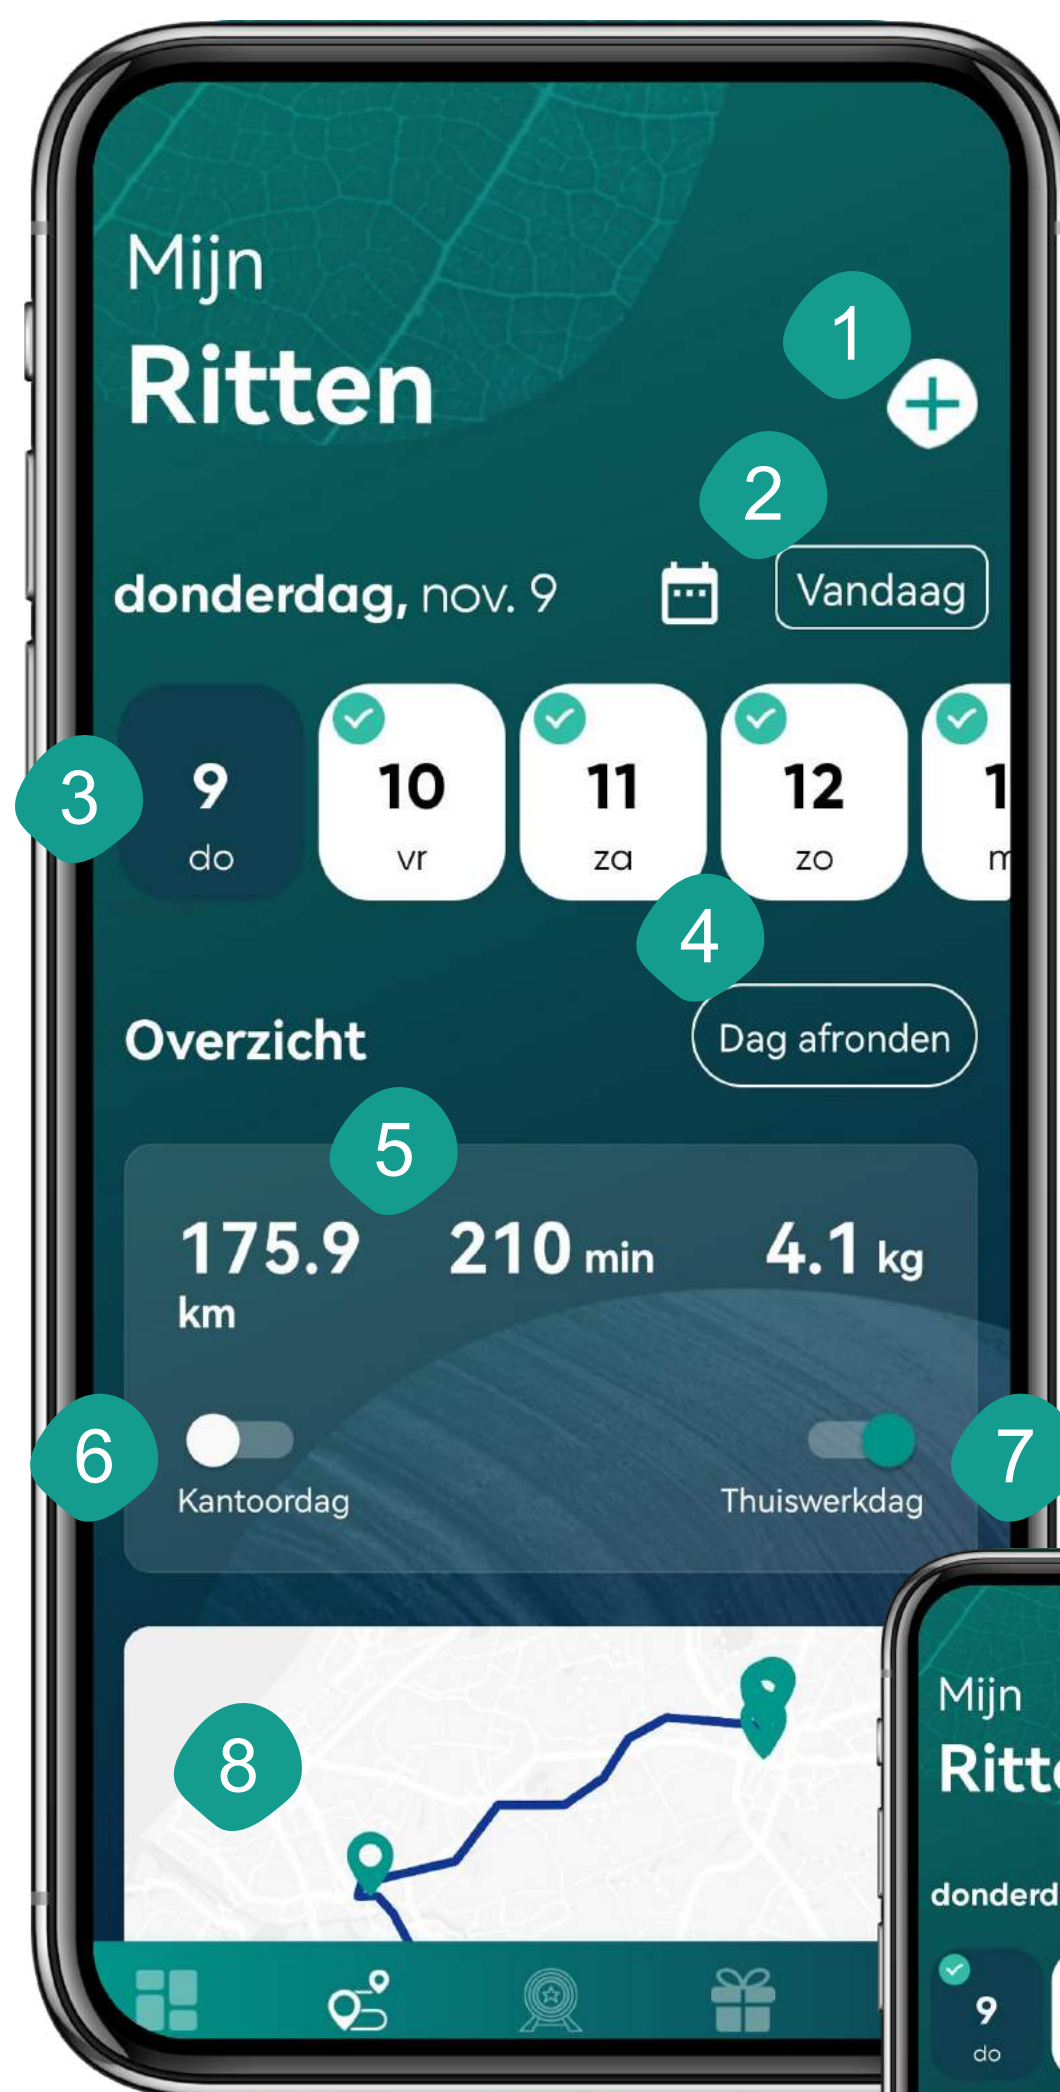 Mijn
Ritten
1
2
donderdag, nov. 9
Vandaag
3
9
do
10
vr
11
za
12
zo
4
Overzicht
Dag afronden
5
175.9 km
210 min
4.1 kg
6
Kantoordag
Thuiswerkdag
7
8
Mijn
donderd
9
do